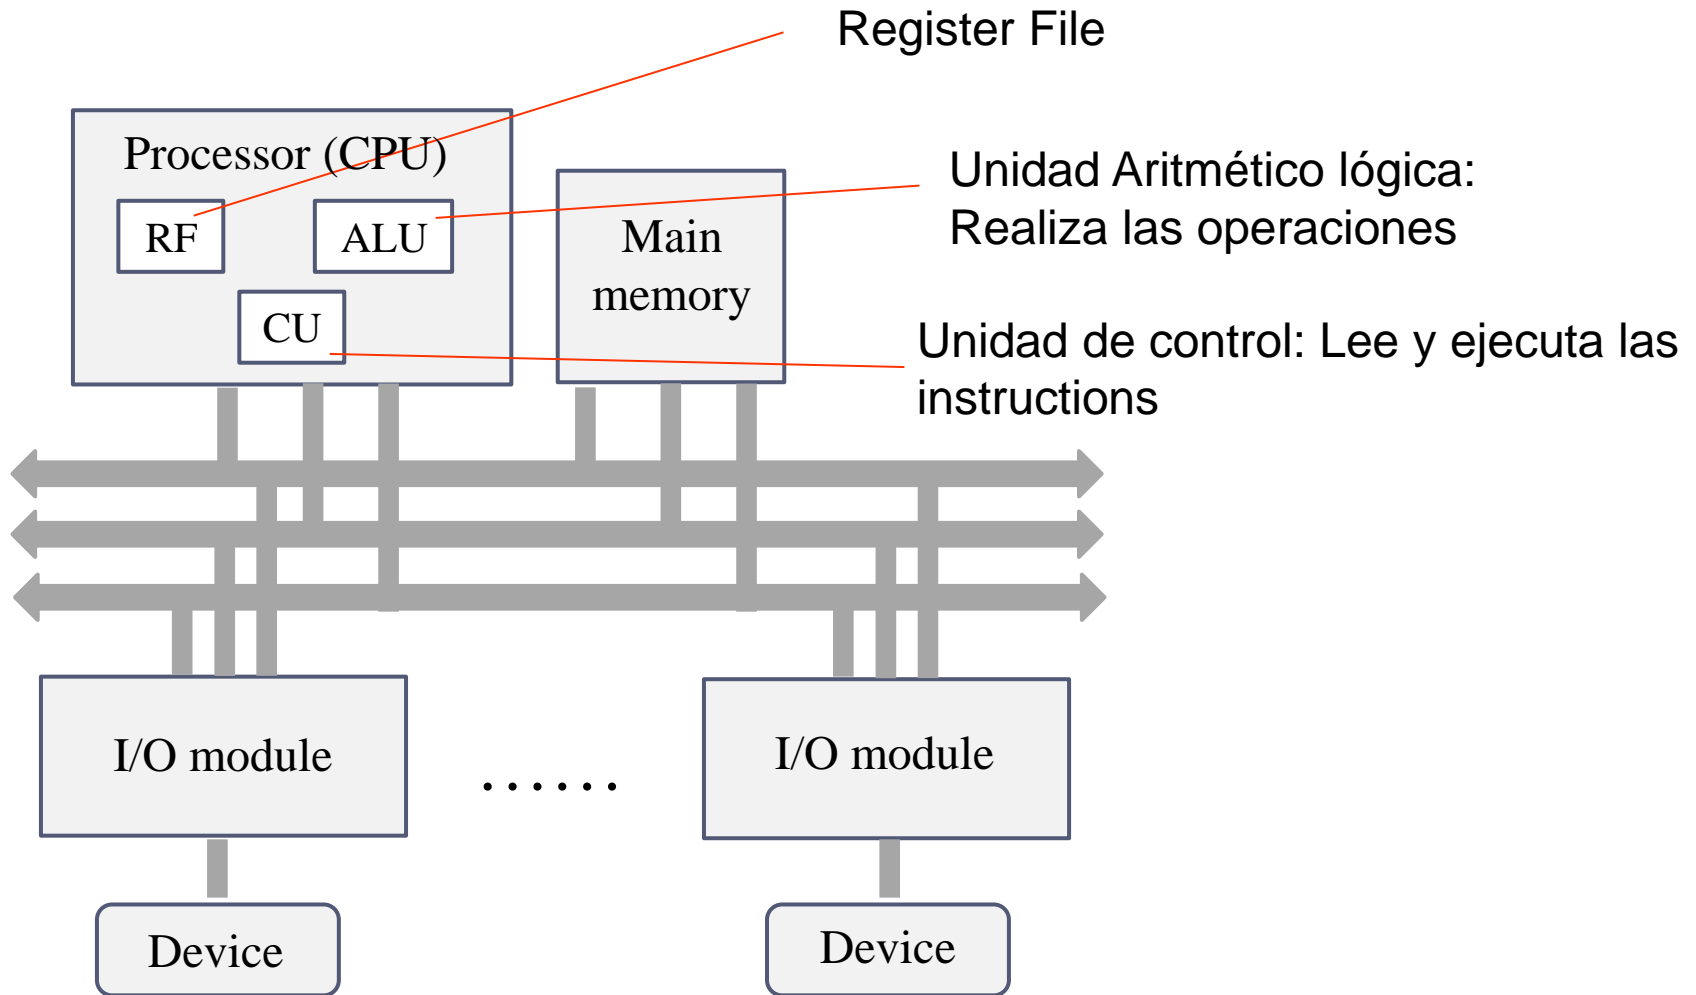 Register File
Processor (CPU)
Unidad Aritmético lógica:
Realiza las operaciones
RF
ALU
Main
memory
CU
Unidad de control: Lee y ejecuta las
instructions
I/O module
......
I/O module
Device
Device